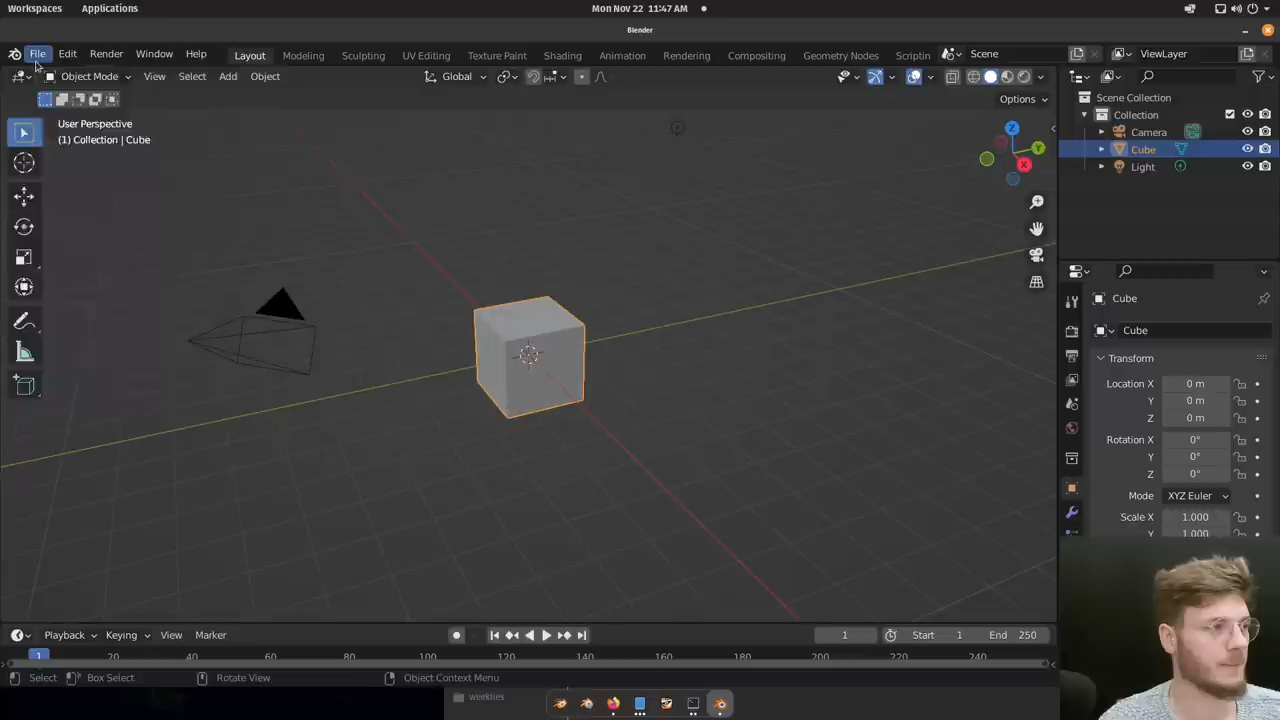 Workspaces Applications Mon Nov 22 11:47 AM
Blender
File Edit Render Window Help Layout Modeling Sculpting UV Editing Texture Paint Shading Animation Rendering Compositing Geometry Nodes Scriptin Scene ViewLayer
Object Mode View Select Add Object Global
Options
User Perspective
(1) Collection | Cube
Z
Y
X
Scene Collection
Collection
Camera
Cube
Light
Cube
Cube
Transform
Location X 0 m
Y 0 m
Z 0 m
Rotation X 0°
Y 0°
Z 0°
Mode XYZ Euler
Scale X 1.000
Y 1.000
Playback Keying View Marker 1 Start 1 End 250
1 20 40 60 80 100 120 140 160 180 200 220 240
Select Box Select Rotate View Object Context Menu
weeklies